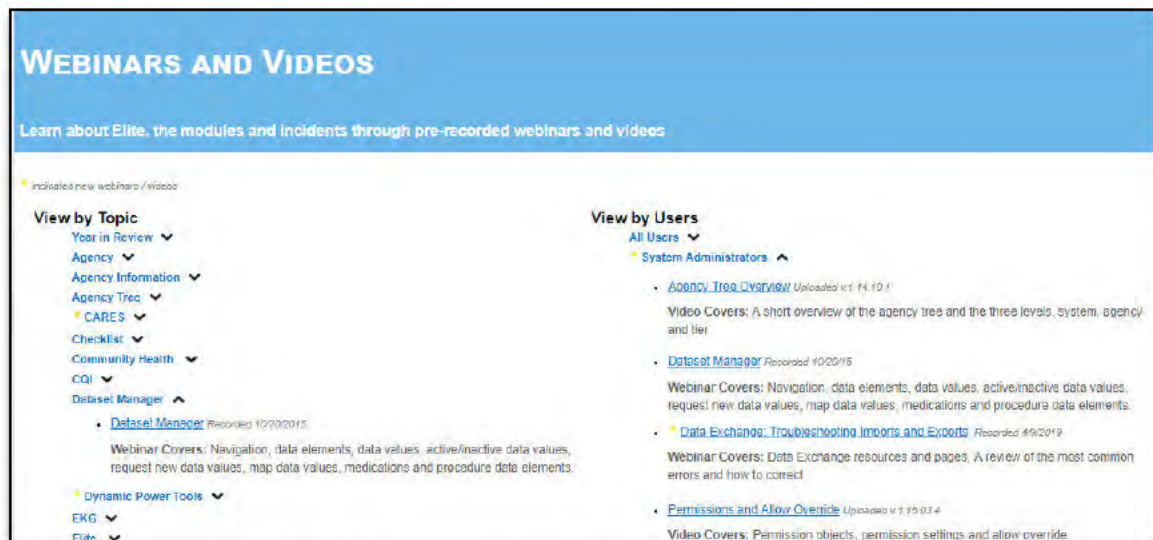 WEBINARS AND VIDEOS
Learn about Elite, the modules and incidents through pre-recorded webinars and videos
* indicates new webinars / videos
View by Topic
Year in Review
Agency
Agency Information
Agency Tree
* CARES
Checklist
Community Health
CQI
Dataset Manager
• Dataset Manager Recorded 10/20/2015
Webinar Covers: Navigation, data elements, data values, active/inactive data values,
request new data values, map data values, medications and procedure data elements.
* Dynamic Power Tools
EKG
Elite
View by Users
All Users
* System Administrators
• Agency Tree Overview Uploaded v.1.14.10.1
Video Covers: A short overview of the agency tree and the three levels, system, agency
and tier
• Dataset Manager Recorded 10/20/15
Webinar Covers: Navigation, data elements, data values, active/inactive data values,
request new data values, map data values, medications and procedure data elements.
• * Data Exchange: Troubleshooting Imports and Exports Recorded 4/9/2019
Webinar Covers: Data Exchange resources and pages, A review of the most common
errors and how to correct
• Permissions and Allow Override Uploaded v.1.15.03.4
Video Covers: Permission objects, permission settings and allow override